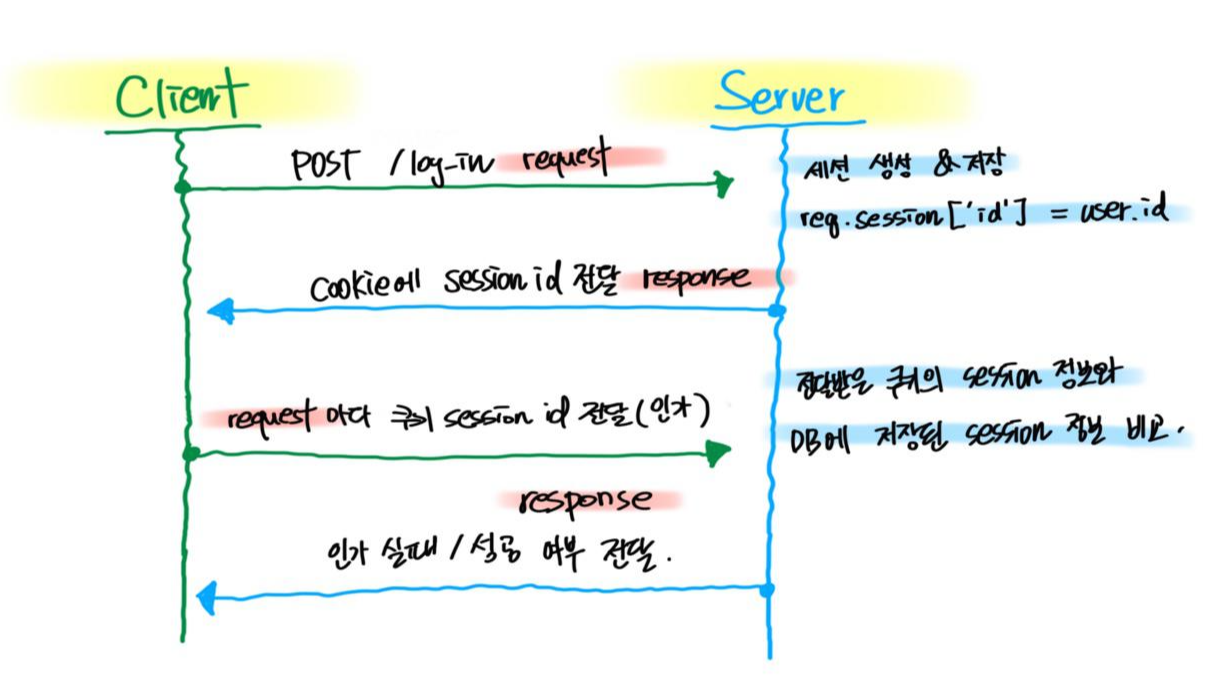 Client
Server
POST /log-in request
세션 생성 & 저장
req.session['id'] = user.id
Cookie에 session id 전달 response
전달받은 쿠키의 session 정보와
DB에 저장된 session 정보 비교.
request 마다 쿠키 session id 전달(인가)
response
인가 실패 / 성공 여부 전달.